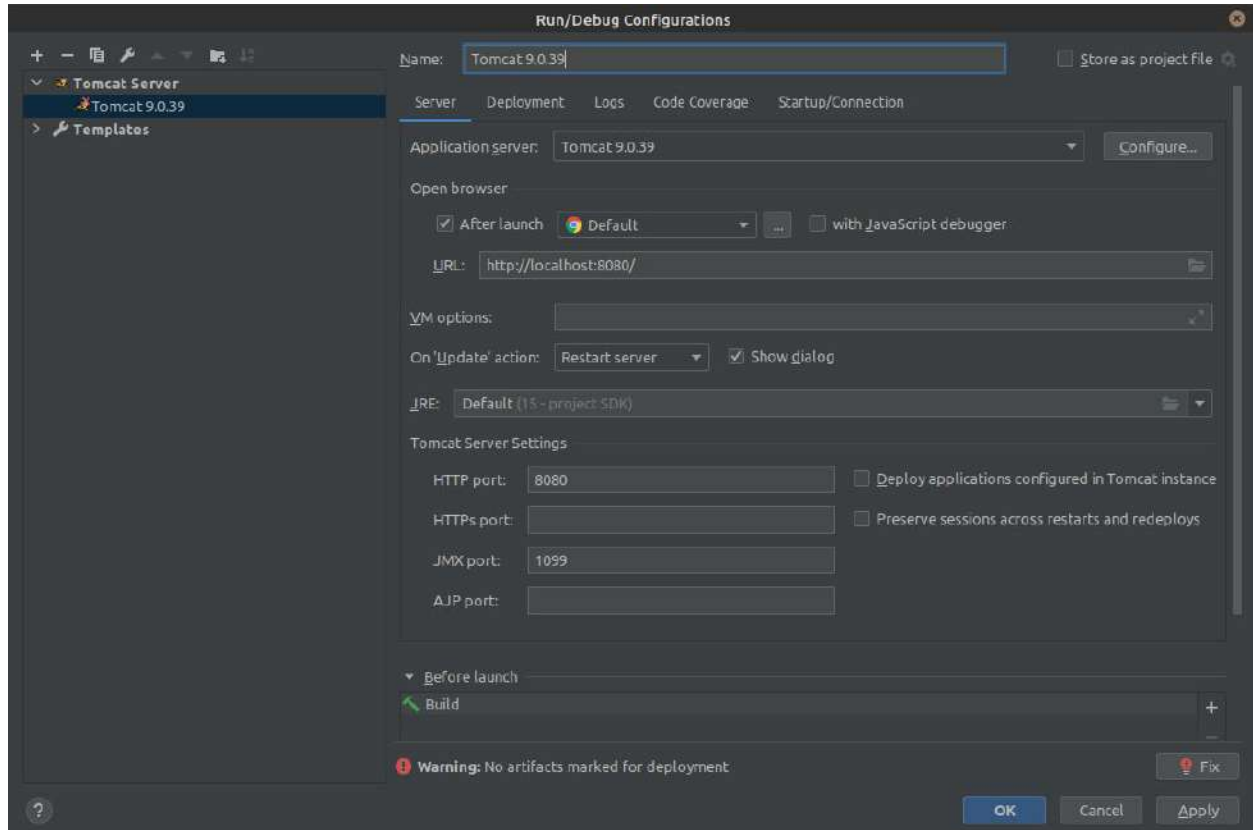 Run/Debug Configurations
Name: Tomcat 9.0.39 Store as project file
Tomcat Server
Tomcat 9.0.39
Templates
Server Deployment Logs Code Coverage Startup/Connection
Application server: Tomcat 9.0.39 Configure...
Open browser
After launch Default ... with JavaScript debugger
URL: http://localhost:8080/
VM options:
On 'Update' action: Restart server Show dialog
JRE: Default (15 - project SDK)
Tomcat Server Settings
HTTP port: 8080 Deploy applications configured in Tomcat instance
HTTPs port: Preserve sessions across restarts and redeploys
JMX port: 1099
AJP port:
Before launch
Build
Warning: No artifacts marked for deployment Fix
? OK Cancel Apply